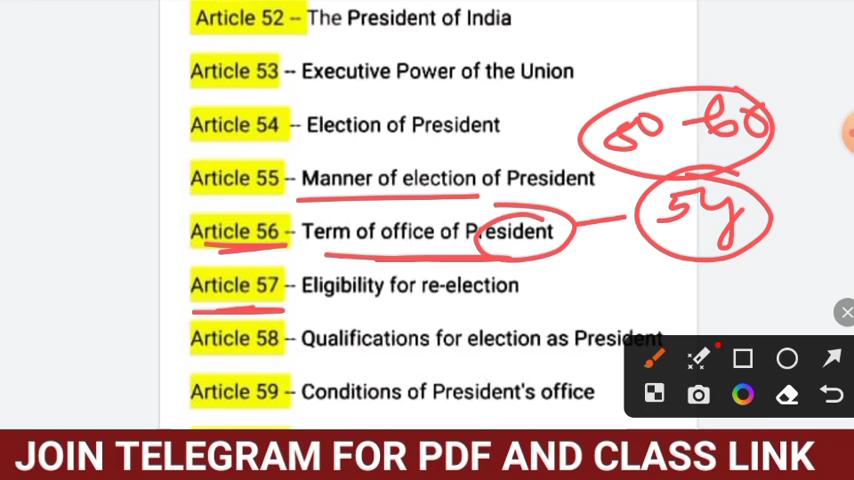 Article 52 -- The President of India
Article 53 -- Executive Power of the Union
Article 54 -- Election of President
Article 55 -- Manner of election of President
Article 56 -- Term of office of President
5y
Article 57 -- Eligibility for re-election
Article 58 -- Qualifications for election as President
Article 59 -- Conditions of President's office
JOIN TELEGRAM FOR PDF AND CLASS LINK